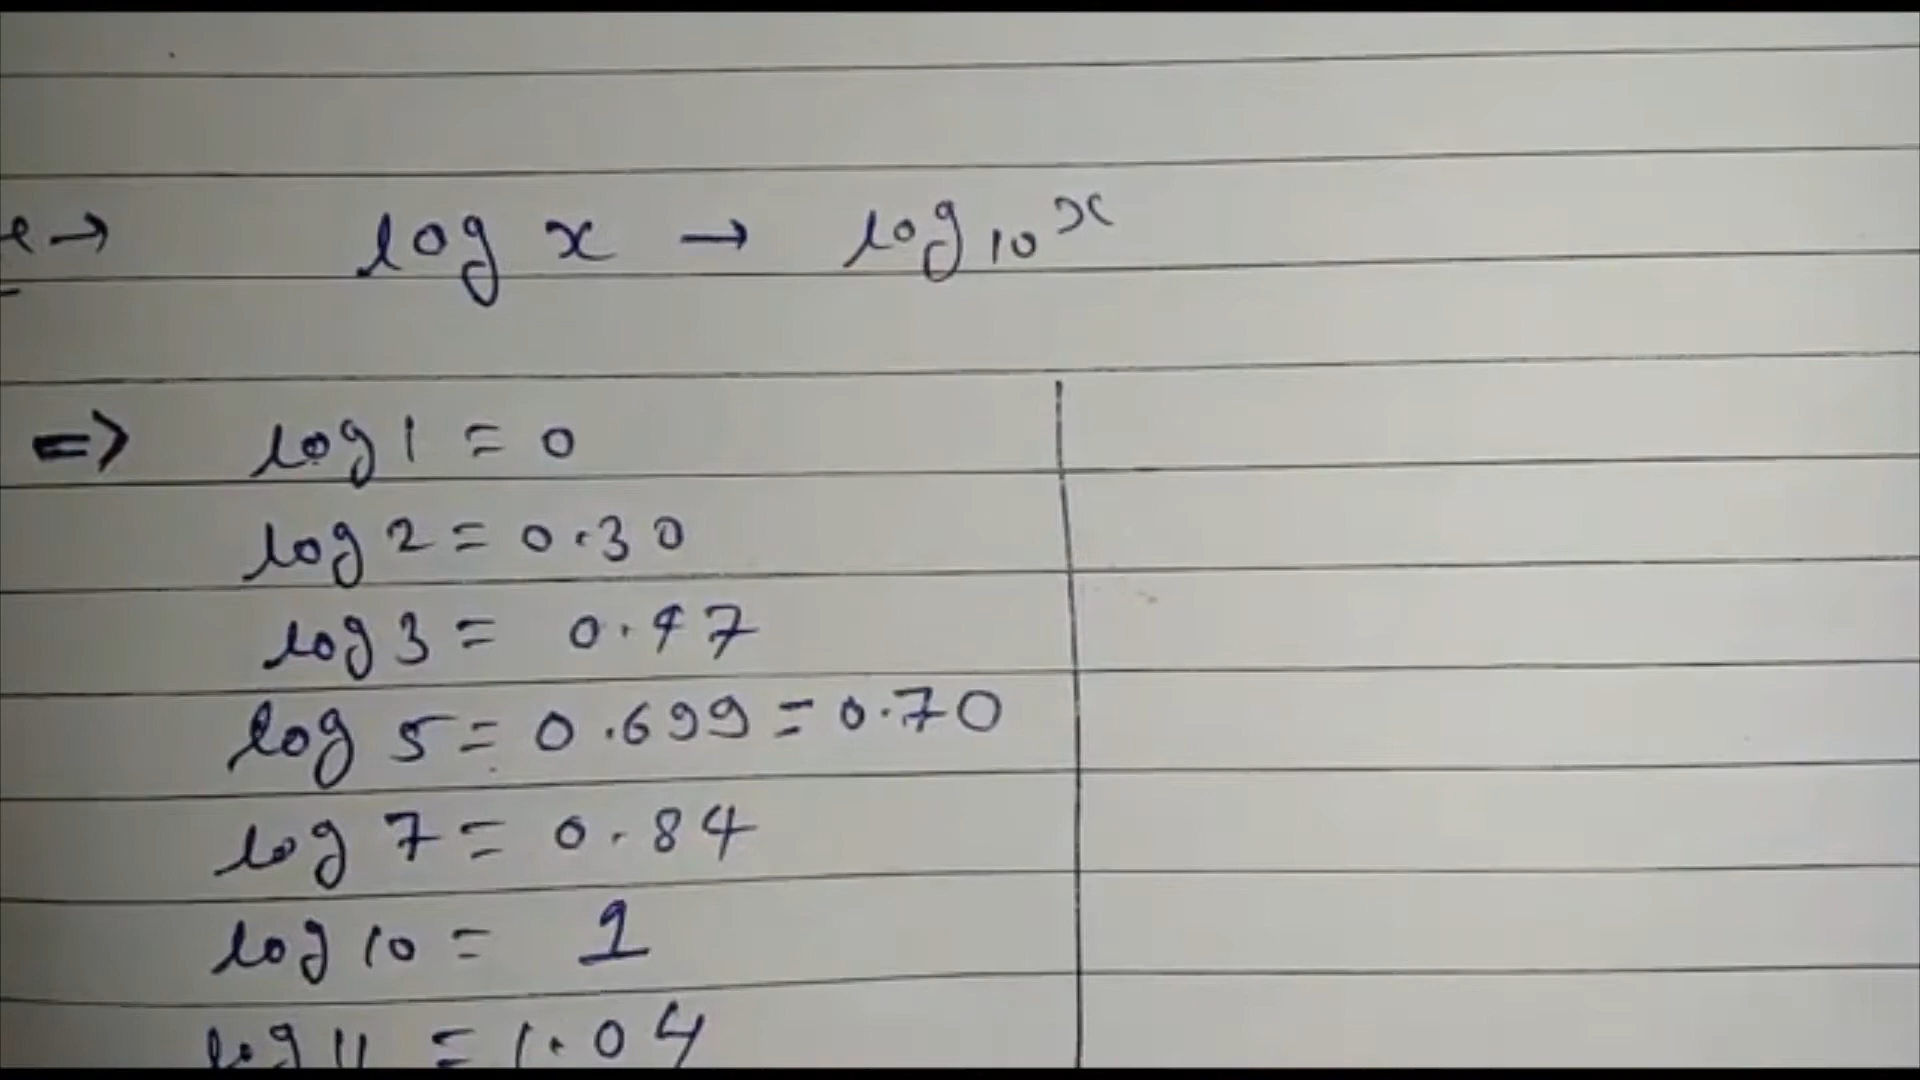 e → log x → log₁₀x
⇒ log 1 = 0
log 2 = 0.30
log 3 = 0.47
log 5 = 0.699 = 0.70
log 7 = 0.84
log 10 = 1
log 11 = 1.04